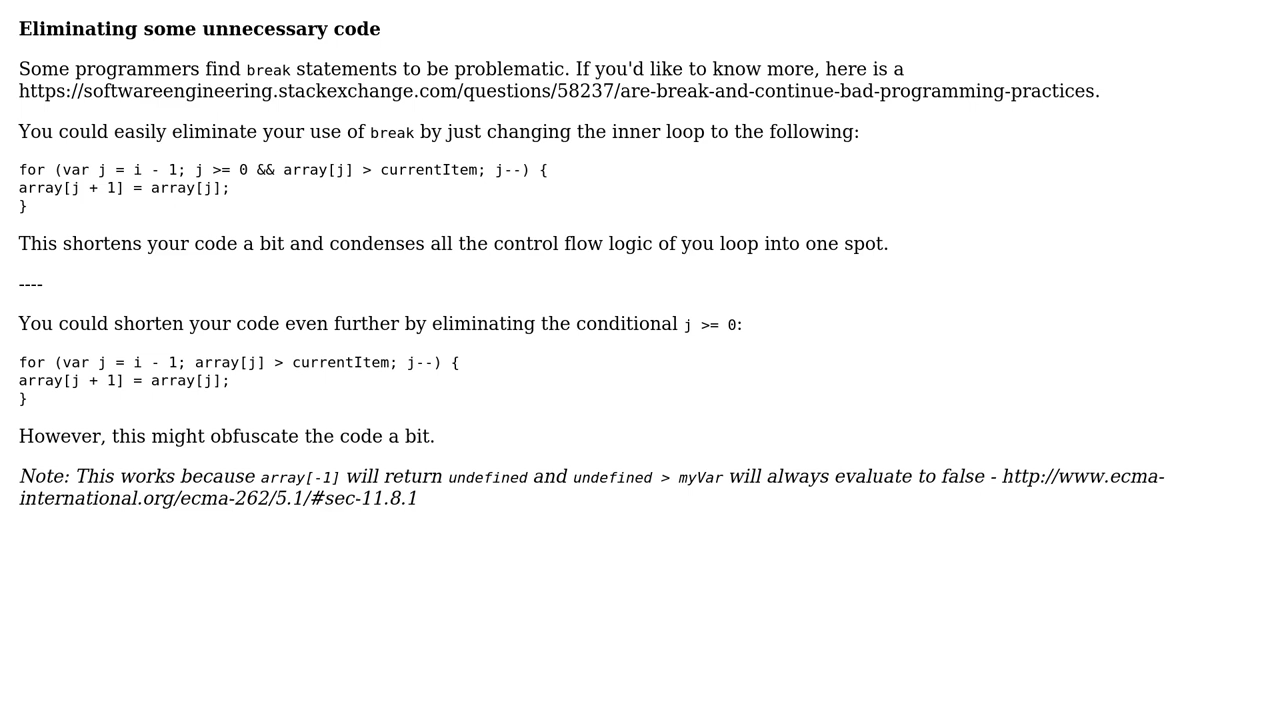 Eliminating some unnecessary code
Some programmers find break statements to be problematic. If you'd like to know more, here is a
https://softwareengineering.stackexchange.com/questions/58237/are-break-and-continue-bad-programming-practices.
You could easily eliminate your use of break by just changing the inner loop to the following:
for (var j = i - 1; j >= 0 && array[j] > currentItem; j--) {
array[j + 1] = array[j];
}
This shortens your code a bit and condenses all the control flow logic of you loop into one spot.
----
You could shorten your code even further by eliminating the conditional j >= 0:
for (var j = i - 1; array[j] > currentItem; j--) {
array[j + 1] = array[j];
}
However, this might obfuscate the code a bit.
Note: This works because array[-1] will return undefined and undefined > myVar will always evaluate to false - http://www.ecma-
international.org/ecma-262/5.1/#sec-11.8.1